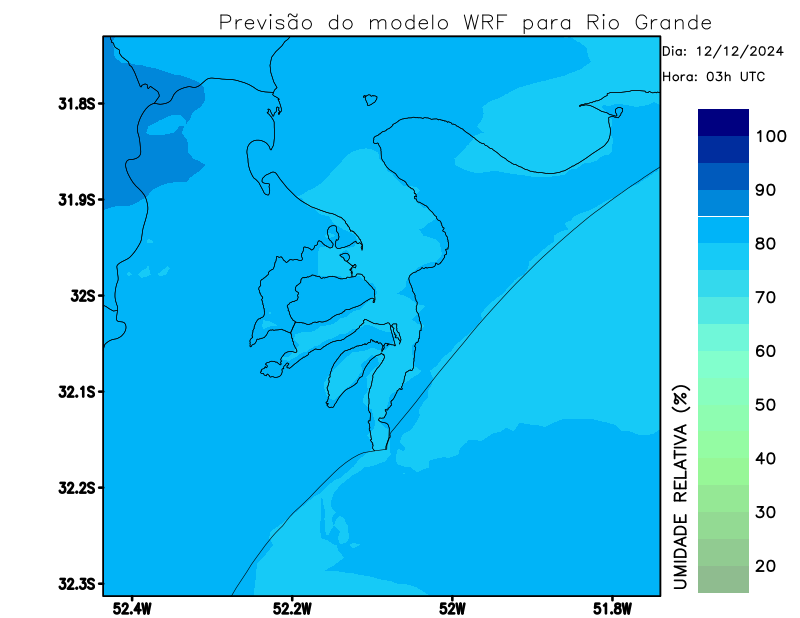 Previsão do modelo WRF para Rio Grande
Dia: 12/12/2024
Hora: 03h UTC
31.8S
31.9S
32S
32.1S
32.2S
32.3S
52.4W 52.2W 52W 51.8W
UMIDADE RELATIVA (%)
100
90
80
70
60
50
40
30
20